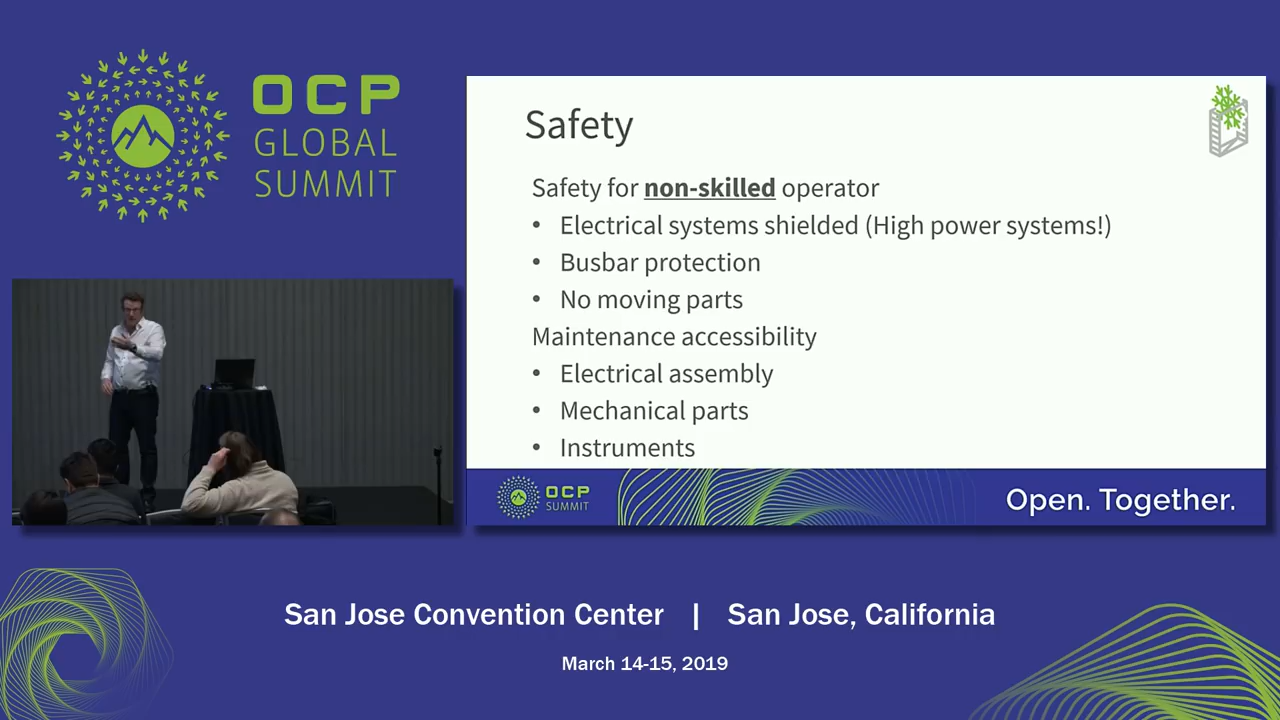 OCP
GLOBAL
SUMMIT
Safety
Safety for non-skilled operator
• Electrical systems shielded (High power systems!)
• Busbar protection
• No moving parts
Maintenance accessibility
• Electrical assembly
• Mechanical parts
• Instruments
OCP
SUMMIT
Open. Together.
San Jose Convention Center | San Jose, California
March 14-15, 2019